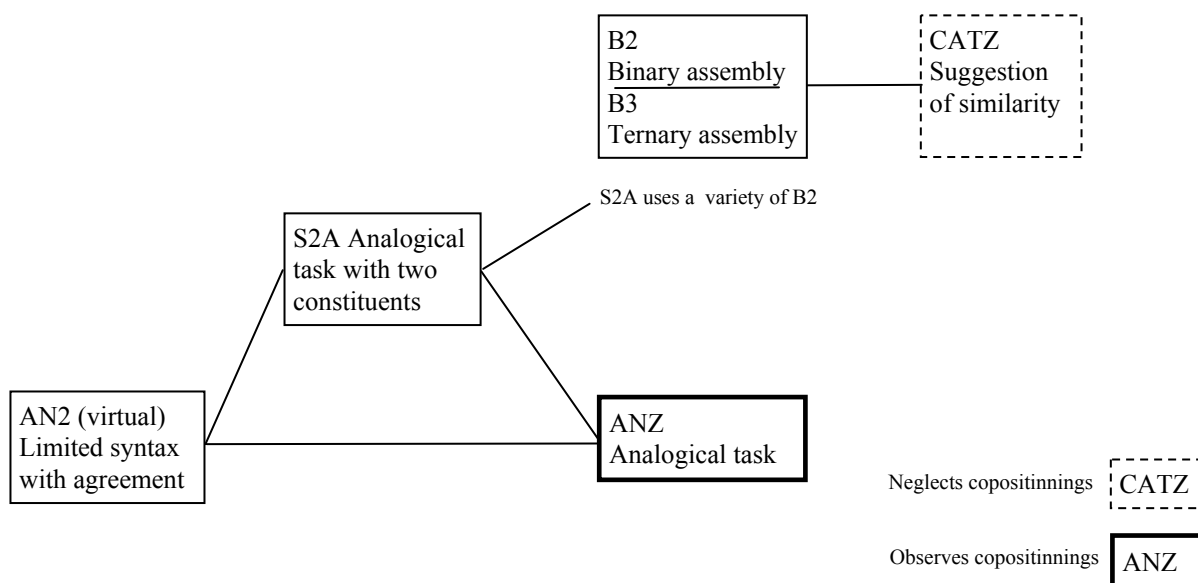 B2
Binary assembly
B3
Ternary assembly
CATZ
Suggestion
of similarity
S2A uses a  variety of B2
S2A Analogical
task with two
constituents
AN2 (virtual)
Limited syntax
with agreement
ANZ
Analogical task
Neglects copositinnings
CATZ
Observes copositinnings
ANZ